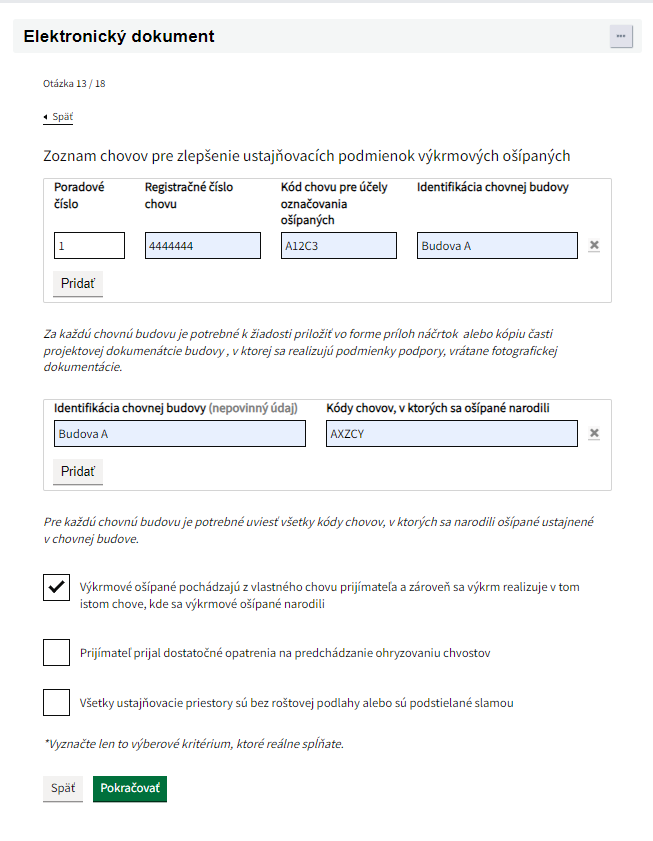 Elektronický dokument
Otázka 13 / 18
Späť
Zoznam chovov pre zlepšenie ustajňovacích podmienok výkrmových ošípaných
Poradové číslo
Registračné číslo chovu
Kód chovu pre účely označovania ošípaných
Identifikácia chovnej budovy
1
4444444
A12C3
Budova A
Pridať
Za každú chovnú budovu je potrebné k žiadosti priložiť vo forme príloh náčrtok alebo kópiu časti
projektovej dokumenátcie budovy , v ktorej sa realizujú podmienky podpory, vrátane fotografickej
dokumentácie.
Identifikácia chovnej budovy (nepovinný údaj)
Kódy chovov, v ktorých sa ošípané narodili
Budova A
AXZCY
Pridať
Pre každú chovnú budovu je potrebné uviesť všetky kódy chovov, v ktorých sa narodili ošípané ustajnené
v chovnej budove.
Výkrmové ošípané pochádzajú z vlastného chovu prijímateľa a zároveň sa výkrm realizuje v tom
istom chove, kde sa výkrmové ošípané narodili
Prijímateľ prijal dostatočné opatrenia na predchádzanie ohryzovaniu chvostov
Všetky ustajňovacie priestory sú bez roštovej podlahy alebo sú podstielané slamou
*Vyznačte len to výberové kritérium, ktoré reálne spĺňate.
Späť
Pokračovať